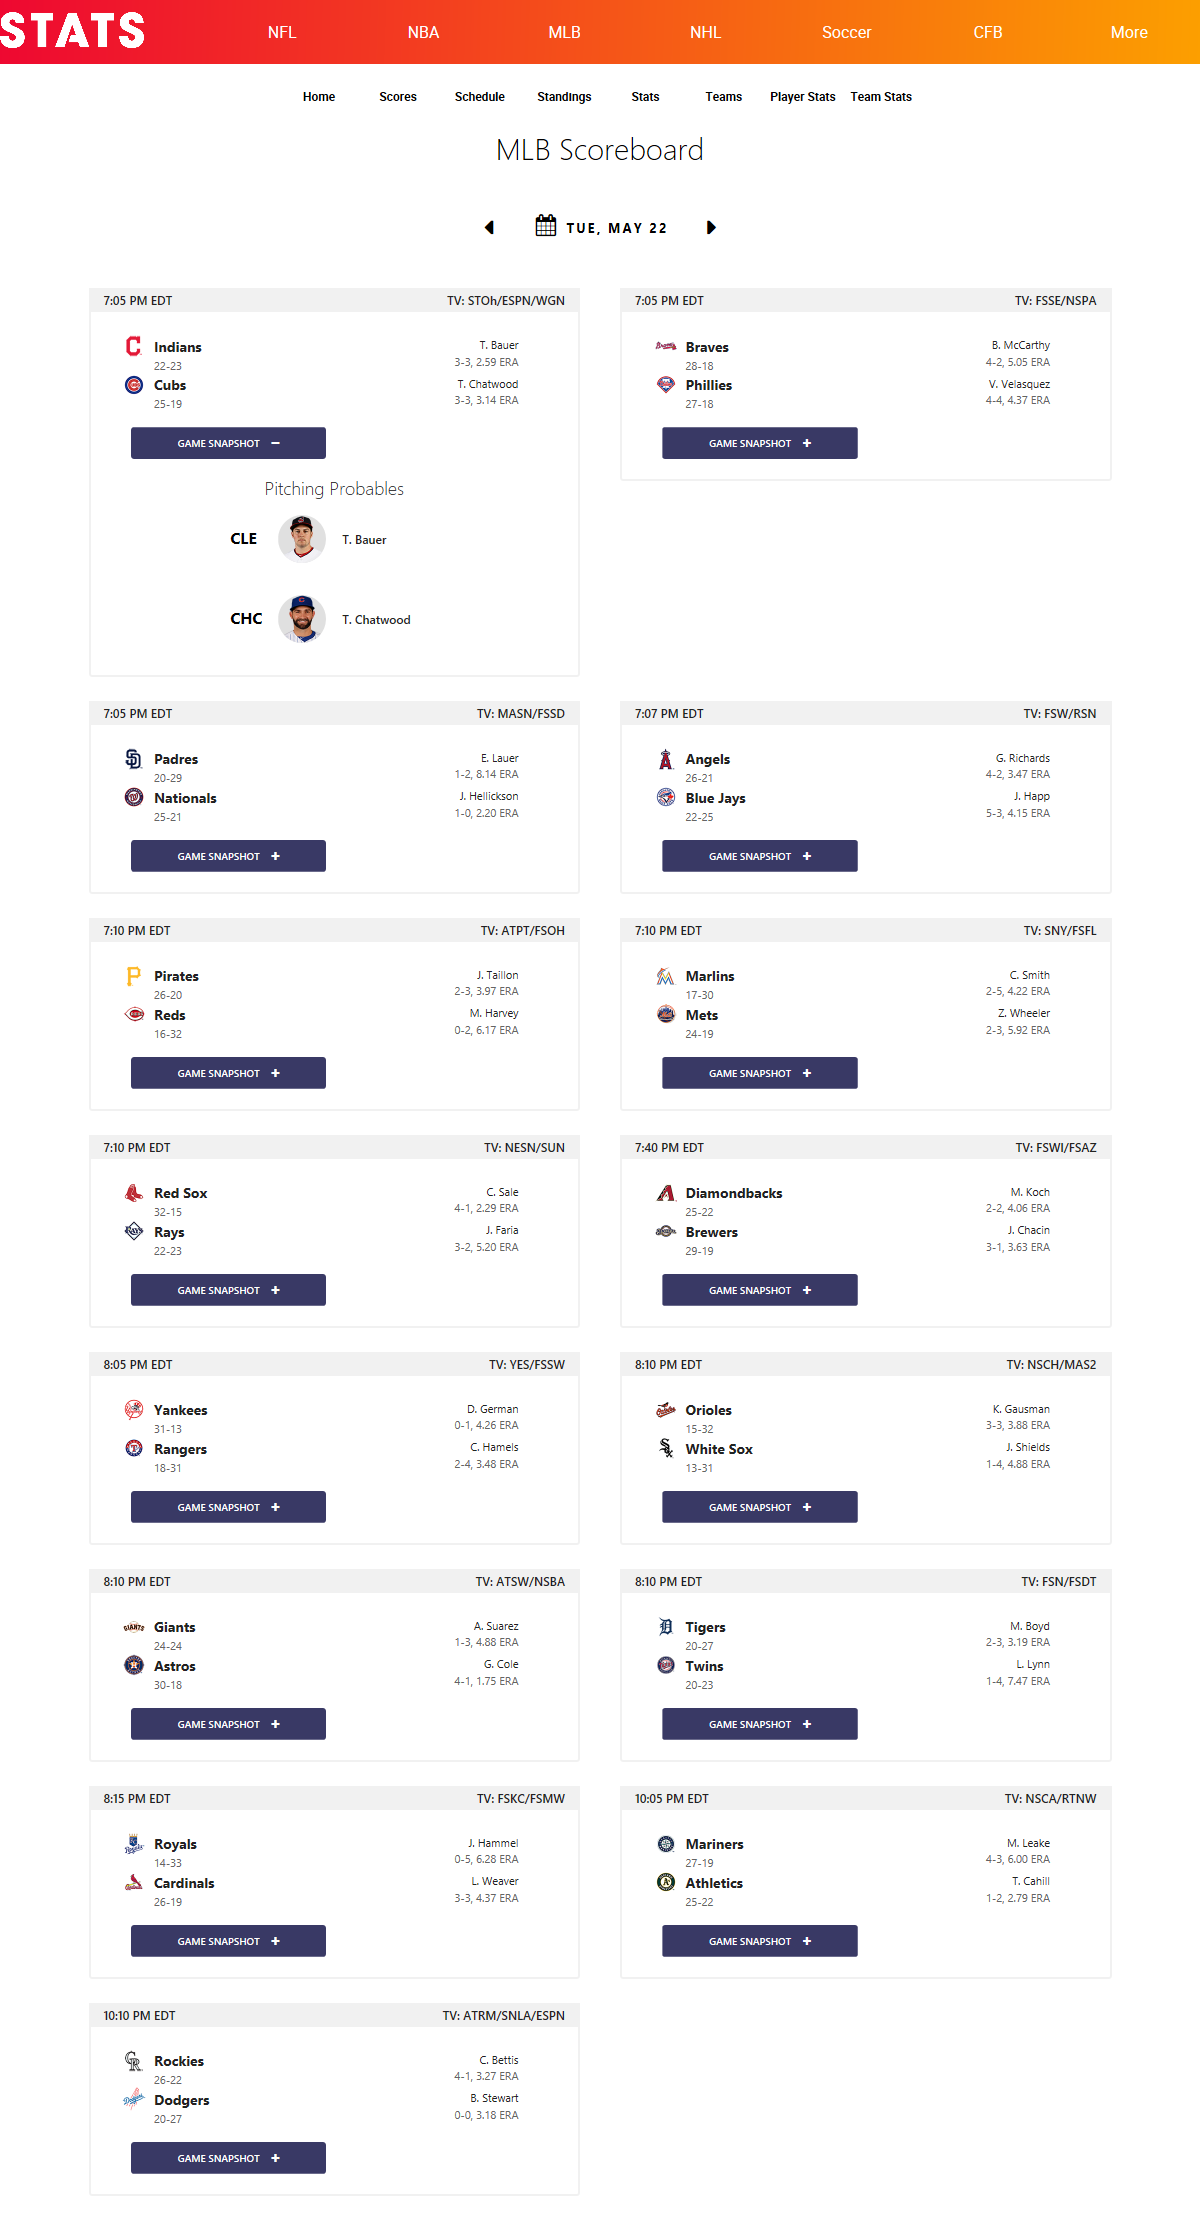 STATS
NFL NBA MLB NHL Soccer CFB More
Home Scores Schedule Standings Stats Teams Player Stats Team Stats
MLB Scoreboard
TUE, MAY 22
7:05 PM EDT TV: STOh/ESPN/WGN
Indians T. Bauer
22-23 3-3, 2.59 ERA
Cubs T. Chatwood
25-19 3-3, 3.14 ERA
GAME SNAPSHOT −
Pitching Probables
CLE T. Bauer
CHC T. Chatwood
7:05 PM EDT TV: FSSE/NSPA
Braves B. McCarthy
28-18 4-2, 5.05 ERA
Phillies V. Velasquez
27-18 4-4, 4.37 ERA
GAME SNAPSHOT +
7:05 PM EDT TV: MASN/FSSD
Padres E. Lauer
20-29 1-2, 8.14 ERA
Nationals J. Hellickson
25-21 1-0, 2.20 ERA
GAME SNAPSHOT +
7:07 PM EDT TV: FSW/RSN
Angels G. Richards
26-21 4-2, 3.47 ERA
Blue Jays J. Happ
22-25 5-3, 4.15 ERA
GAME SNAPSHOT +
7:10 PM EDT TV: ATPT/FSOH
Pirates J. Taillon
26-20 2-3, 3.97 ERA
Reds M. Harvey
16-32 0-2, 6.17 ERA
GAME SNAPSHOT +
7:10 PM EDT TV: SNY/FSFL
Marlins C. Smith
17-30 2-5, 4.22 ERA
Mets Z. Wheeler
24-19 2-3, 5.92 ERA
GAME SNAPSHOT +
7:10 PM EDT TV: NESN/SUN
Red Sox C. Sale
32-15 4-1, 2.29 ERA
Rays J. Faria
22-23 3-2, 5.20 ERA
GAME SNAPSHOT +
7:40 PM EDT TV: FSWI/FSAZ
Diamondbacks M. Koch
25-22 2-2, 4.06 ERA
Brewers J. Chacin
29-19 3-1, 3.63 ERA
GAME SNAPSHOT +
8:05 PM EDT TV: YES/FSSW
Yankees D. German
31-13 0-1, 4.26 ERA
Rangers C. Hamels
18-31 2-4, 3.48 ERA
GAME SNAPSHOT +
8:10 PM EDT TV: NSCH/MAS2
Orioles K. Gausman
15-32 3-3, 3.88 ERA
White Sox J. Shields
13-31 1-4, 4.88 ERA
GAME SNAPSHOT +
8:10 PM EDT TV: ATSW/NSBA
Giants A. Suarez
24-24 1-3, 4.88 ERA
Astros G. Cole
30-18 4-1, 1.75 ERA
GAME SNAPSHOT +
8:10 PM EDT TV: FSN/FSDT
Tigers M. Boyd
20-27 2-3, 3.19 ERA
Twins L. Lynn
20-23 1-4, 7.47 ERA
GAME SNAPSHOT +
8:15 PM EDT TV: FSKC/FSMW
Royals J. Hammel
14-33 0-5, 6.28 ERA
Cardinals L. Weaver
26-19 3-3, 4.37 ERA
GAME SNAPSHOT +
10:05 PM EDT TV: NSCA/RTNW
Mariners M. Leake
27-19 4-3, 6.00 ERA
Athletics T. Cahill
25-22 1-2, 2.79 ERA
GAME SNAPSHOT +
10:10 PM EDT TV: ATRM/SNLA/ESPN
Rockies C. Bettis
26-22 4-1, 3.27 ERA
Dodgers B. Stewart
20-27 0-0, 3.18 ERA
GAME SNAPSHOT +